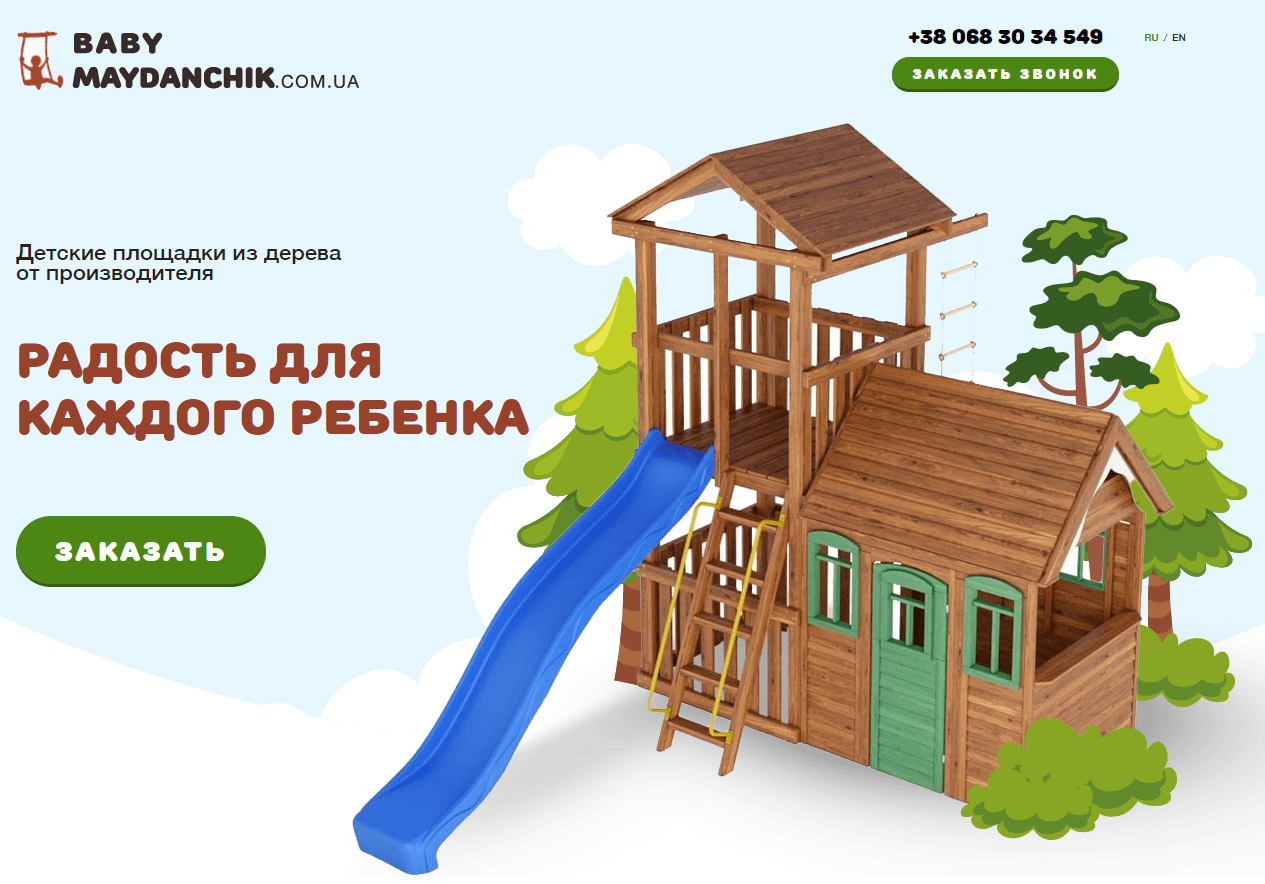 BABY
MAYDANCHIK.COM.UA
+38 068 30 34 549
RU / EN
ЗАКАЗАТЬ ЗВОНОК
Детские площадки из дерева
от производителя
РАДОСТЬ ДЛЯ
КАЖДОГО РЕБЕНКА
ЗАКАЗАТЬ